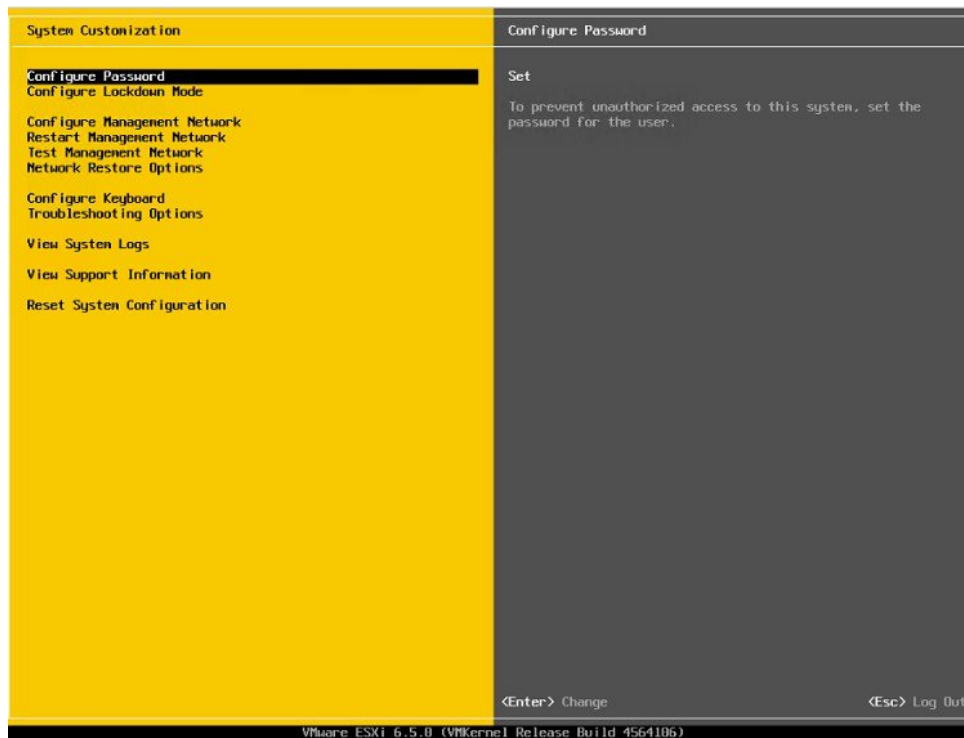 System Customization
Configure Password
Configure Password
Configure Lockdown Mode
Configure Management Network
Restart Management Network
Test Management Network
Network Restore Options
Configure Keyboard
Troubleshooting Options
View System Logs
View Support Information
Reset System Configuration
Set
To prevent unauthorized access to this system, set the
password for the user.
<Enter> Change
<Esc> Log Out
VMware ESXi 6.5.0 (VMKernel Release Build 4564106)